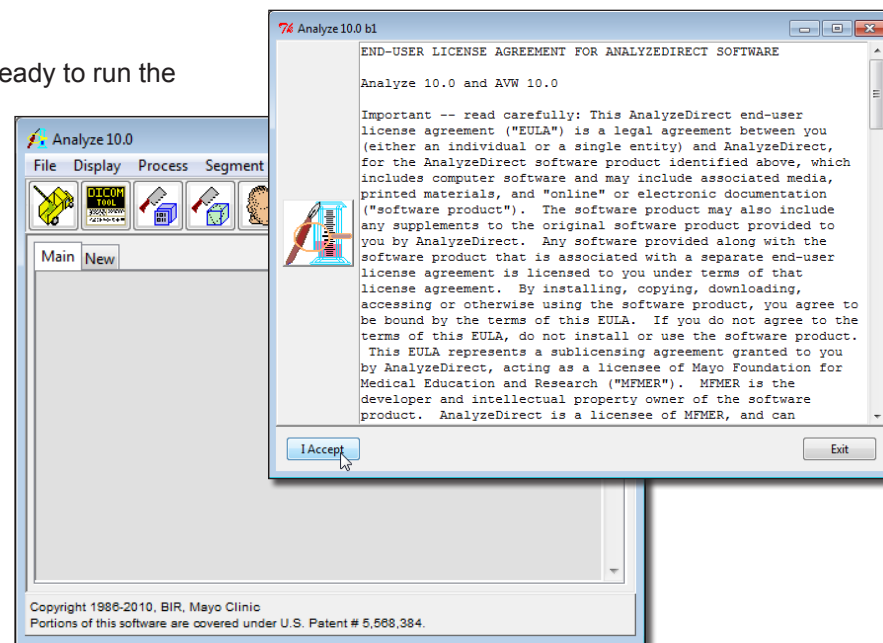 eady to run the
Analyze 10.0 b1
END-USER LICENSE AGREEMENT FOR ANALYZEDIRECT SOFTWARE
Analyze 10.0 and AVW 10.0
Important -- read carefully: This AnalyzeDirect end-user
license agreement ("EULA") is a legal agreement between you
(either an individual or a single entity) and AnalyzeDirect,
for the AnalyzeDirect software product identified above, which
includes computer software and may include associated media,
printed materials, and "online" or electronic documentation
("software product").  The software product may also include
any supplements to the original software product provided to
you by AnalyzeDirect.  Any software provided along with the
software product that is associated with a separate end-user
license agreement is licensed to you under terms of that
license agreement.  By installing, copying, downloading,
accessing or otherwise using the software product, you agree to
be bound by the terms of this EULA.  If you do not agree to the
terms of this EULA, do not install or use the software product.
This EULA represents a sublicensing agreement granted to you
by AnalyzeDirect, acting as a licensee of Mayo Foundation for
Medical Education and Research ("MFMER").  MFMER is the
developer and intellectual property owner of the software
product.  AnalyzeDirect is a licensee of MFMER, and can
I Accept
Exit
Analyze 10.0
File Display Process Segment
DICOM
TOOL
Main New
Copyright 1986-2010, BIR, Mayo Clinic
Portions of this software are covered under U.S. Patent # 5,568,384.